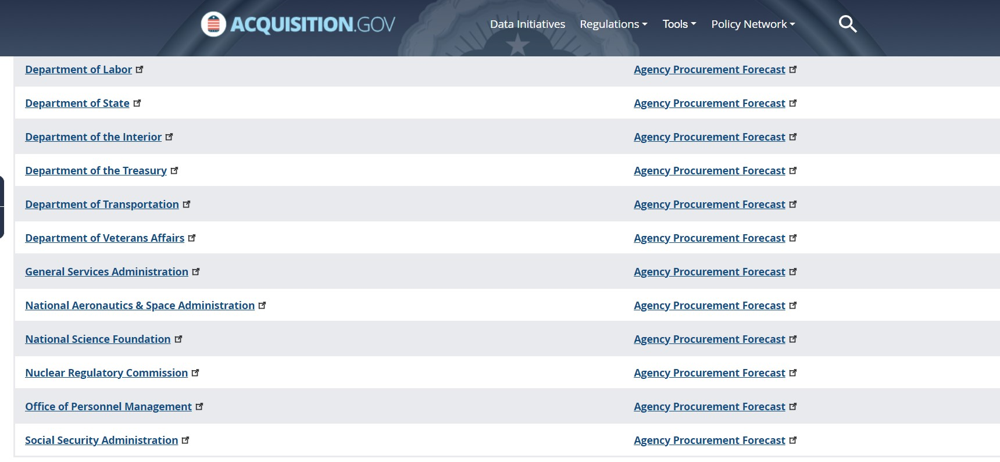 ACQUISITION.GOV Data Initiatives Regulations Tools Policy Network
Department of Labor Agency Procurement Forecast
Department of State Agency Procurement Forecast
Department of the Interior Agency Procurement Forecast
Department of the Treasury Agency Procurement Forecast
Department of Transportation Agency Procurement Forecast
Department of Veterans Affairs Agency Procurement Forecast
General Services Administration Agency Procurement Forecast
National Aeronautics & Space Administration Agency Procurement Forecast
National Science Foundation Agency Procurement Forecast
Nuclear Regulatory Commission Agency Procurement Forecast
Office of Personnel Management Agency Procurement Forecast
Social Security Administration Agency Procurement Forecast